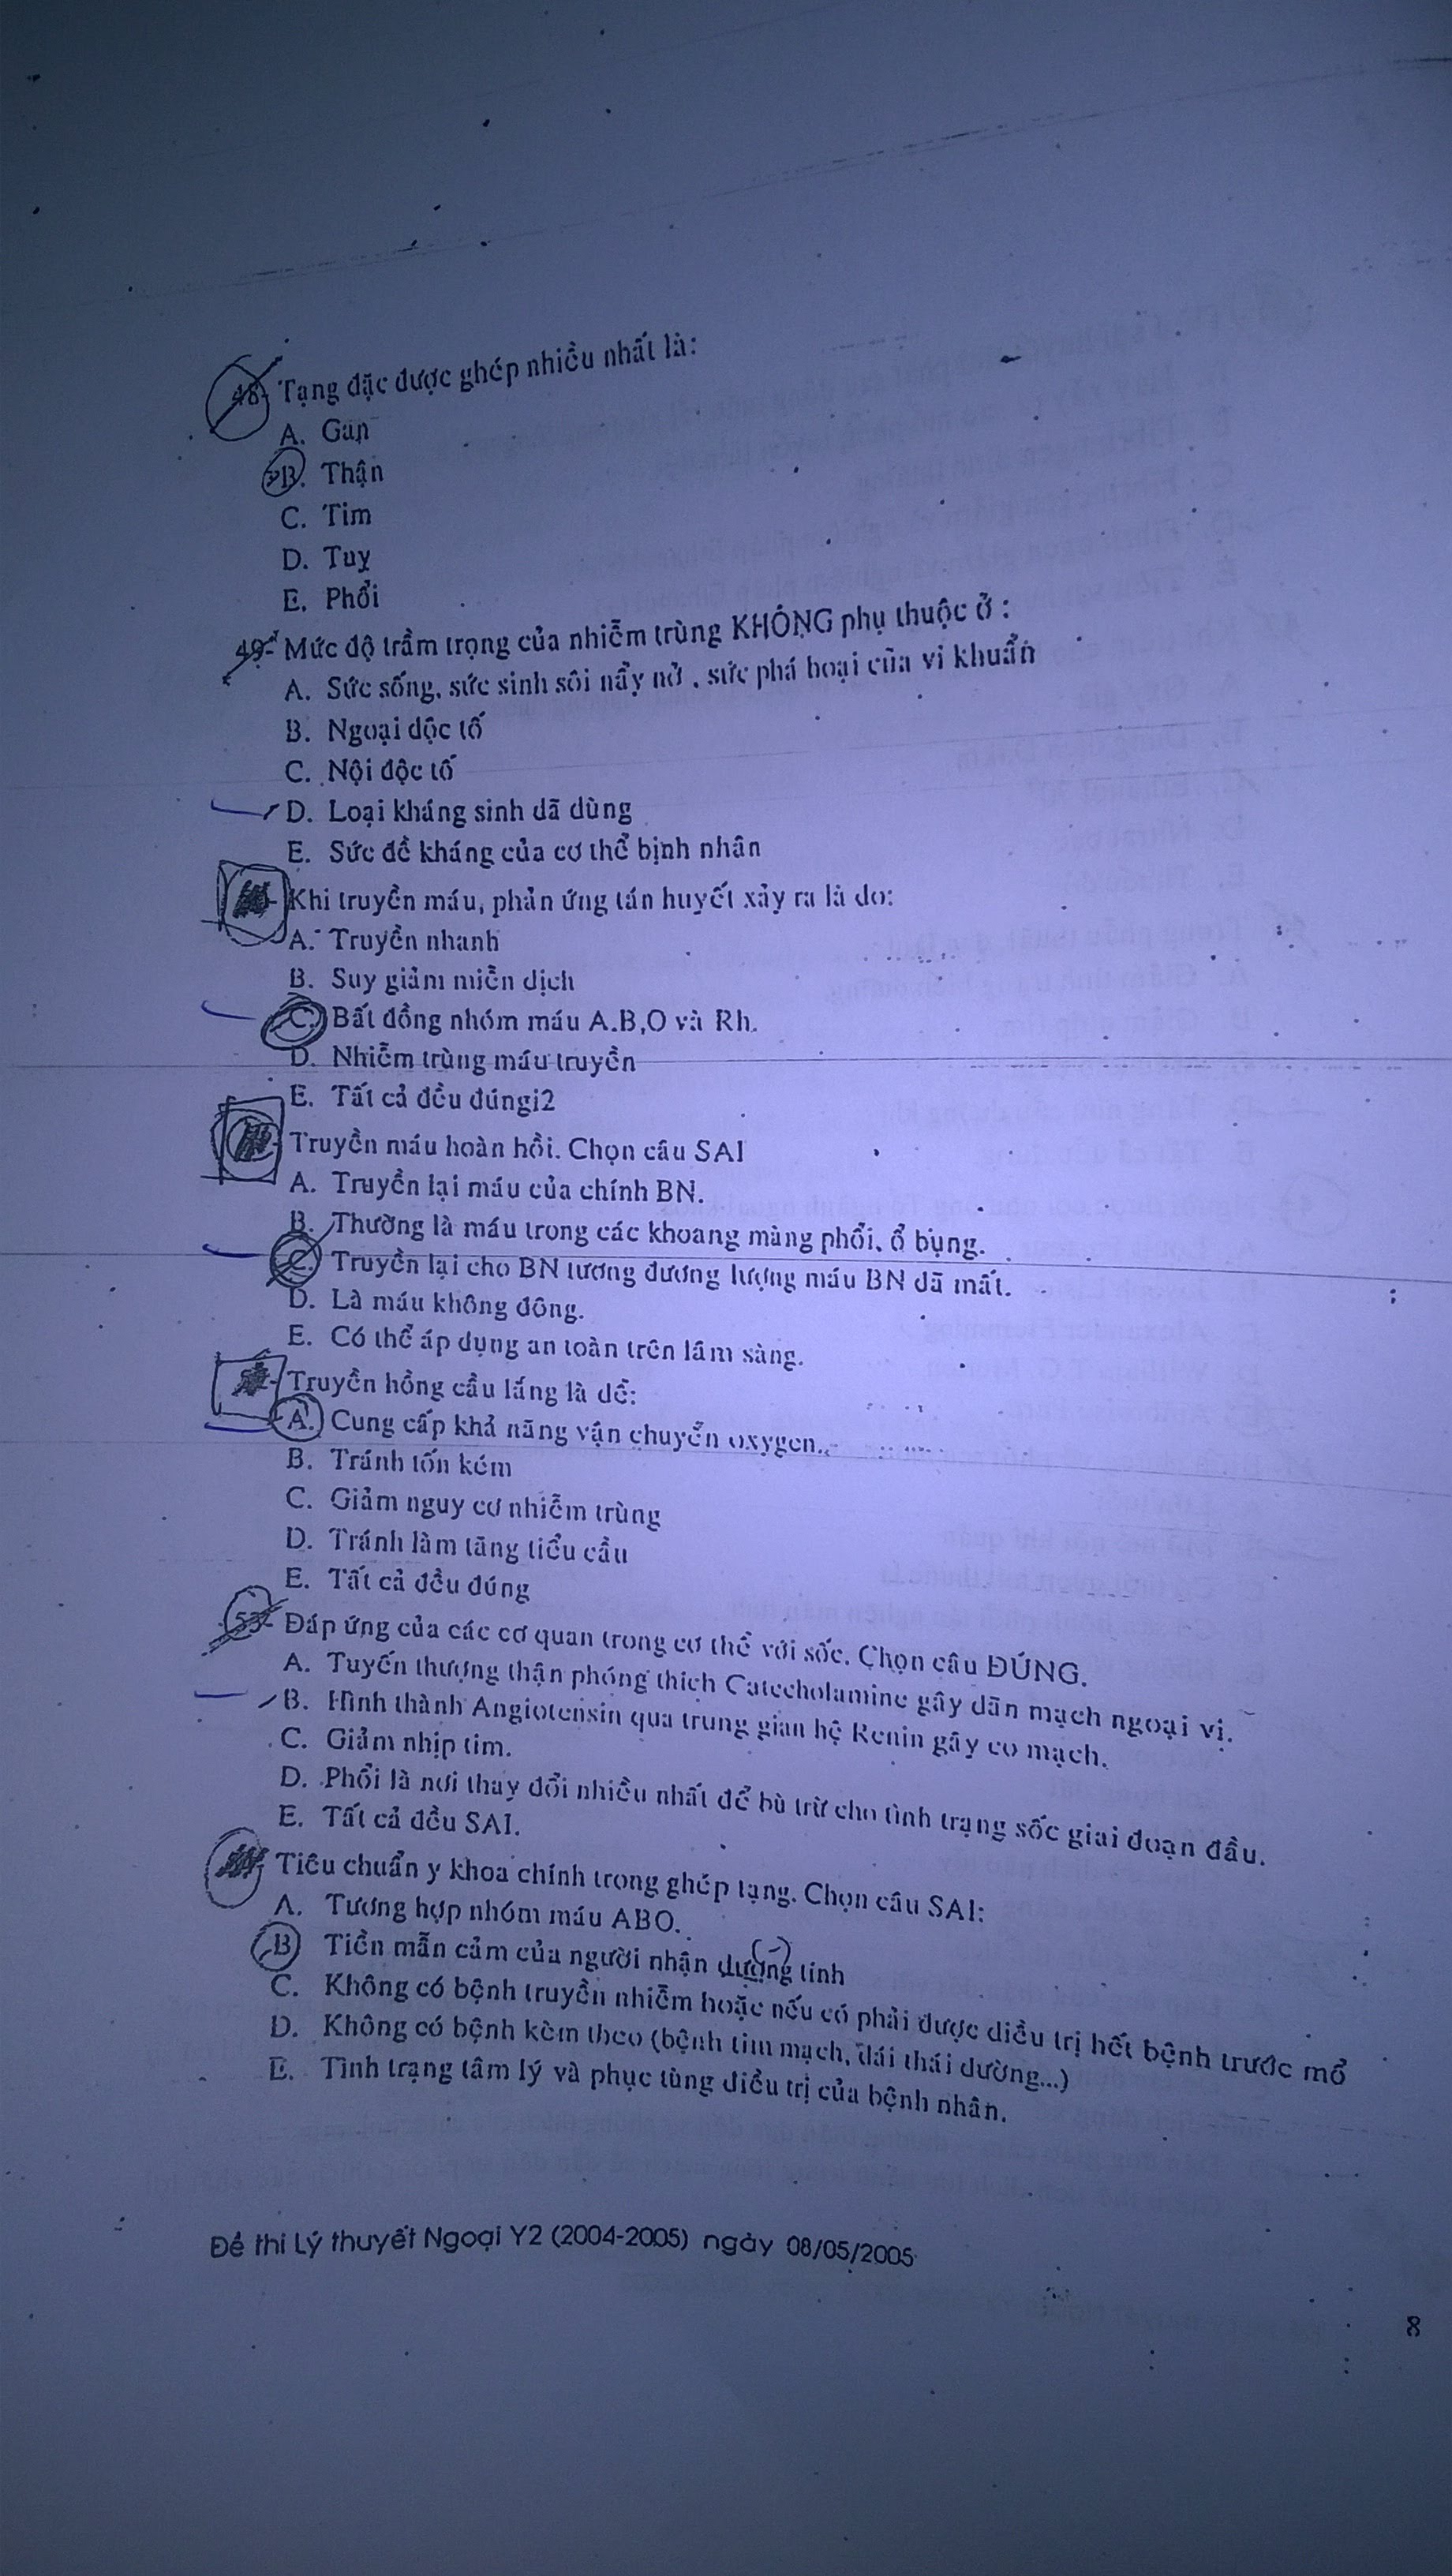 48- Tạng đặc được ghép nhiều nhất là:
A. Gan
B. Thận
C. Tim
D. Tuỵ
E. Phổi
49- Mức độ trầm trọng của nhiễm trùng KHÔNG phụ thuộc ở :
A. Sức sống, sức sinh sôi nẩy nở , sức phá hoại của vi khuẩn
B. Ngoại độc tố
C. Nội độc tố
D. Loại kháng sinh đã dùng
E. Sức đề kháng của cơ thể bịnh nhân
Khi truyền máu, phản ứng tán huyết xảy ra là do:
A. Truyền nhanh
B. Suy giảm miễn dịch
C. Bất đồng nhóm máu A.B,O và Rh.
D. Nhiễm trùng máu truyền
E. Tất cả đều đúngi2
Truyền máu hoàn hồi. Chọn câu SAI
A. Truyền lại máu của chính BN.
B. Thường là máu trong các khoang màng phổi, ổ bụng.
C. Truyền lại cho BN tương đương lượng máu BN đã mất.
D. Là máu không đông.
E. Có thể áp dụng an toàn trên lâm sàng.
Truyền hồng cầu lắng là để:
A. Cung cấp khả năng vận chuyển oxygen.
B. Tránh tốn kém
C. Giảm nguy cơ nhiễm trùng
D. Tránh làm tăng tiểu cầu
E. Tất cả đều đúng
53- Đáp ứng của các cơ quan trong cơ thể với sốc. Chọn câu ĐÚNG.
A. Tuyến thượng thận phóng thích Catecholamine gây dãn mạch ngoại vi.
B. Hình thành Angiotensin qua trung gian hệ Renin gây co mạch.
C. Giảm nhịp tim.
D. Phổi là nơi thay đổi nhiều nhất để bù trừ cho tình trạng sốc giai đoạn đầu.
E. Tất cả đều SAI.
Tiêu chuẩn y khoa chính trong ghép tạng. Chọn câu SAI:
A. Tương hợp nhóm máu ABO.
(-)
B. Tiền mẫn cảm của người nhận dương tính
C. Không có bệnh truyền nhiễm hoặc nếu có phải được điều trị hết bệnh trước mổ
D. Không có bệnh kèm theo (bệnh tim mạch, đái thái đường...)
E. Tình trạng tâm lý và phục tùng điều trị của bệnh nhân.
Đề thi Lý thuyết Ngoại Y2 (2004-2005) ngày 08/05/2005
8